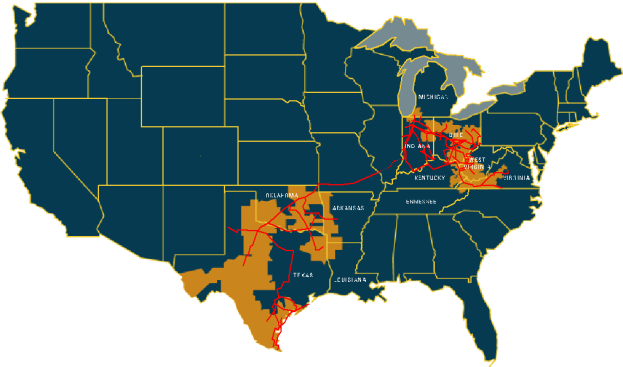 MICHIGAN
OHIO
INDIANA
WEST
VIRGINIA
VIRGINIA
KENTUCKY
OKLAHOMA
ARKANSAS
TENNESSEE
TEXAS
LOUISIANA